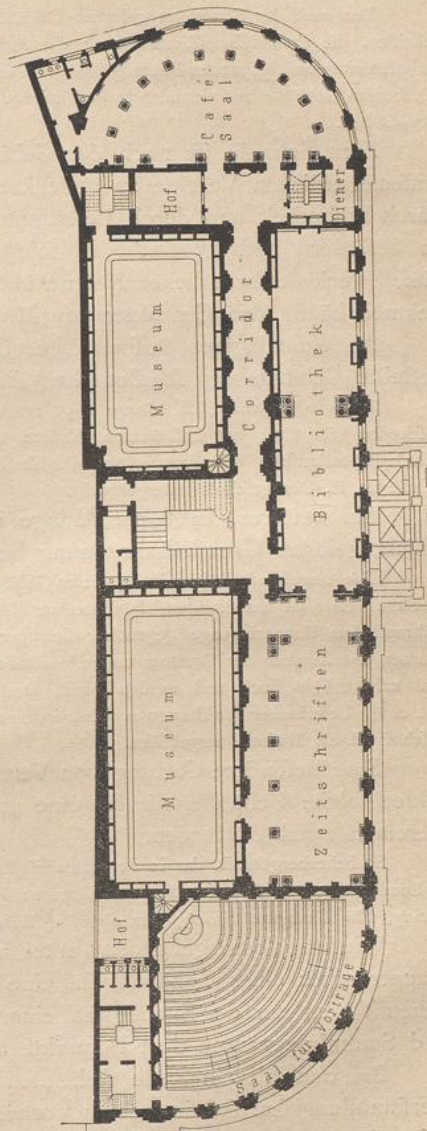 Café
Saal
Hof
Diener
Museum
Corridor
Bibliothek
Museum
Zeitschriften
Hof
Saal für Vorträge